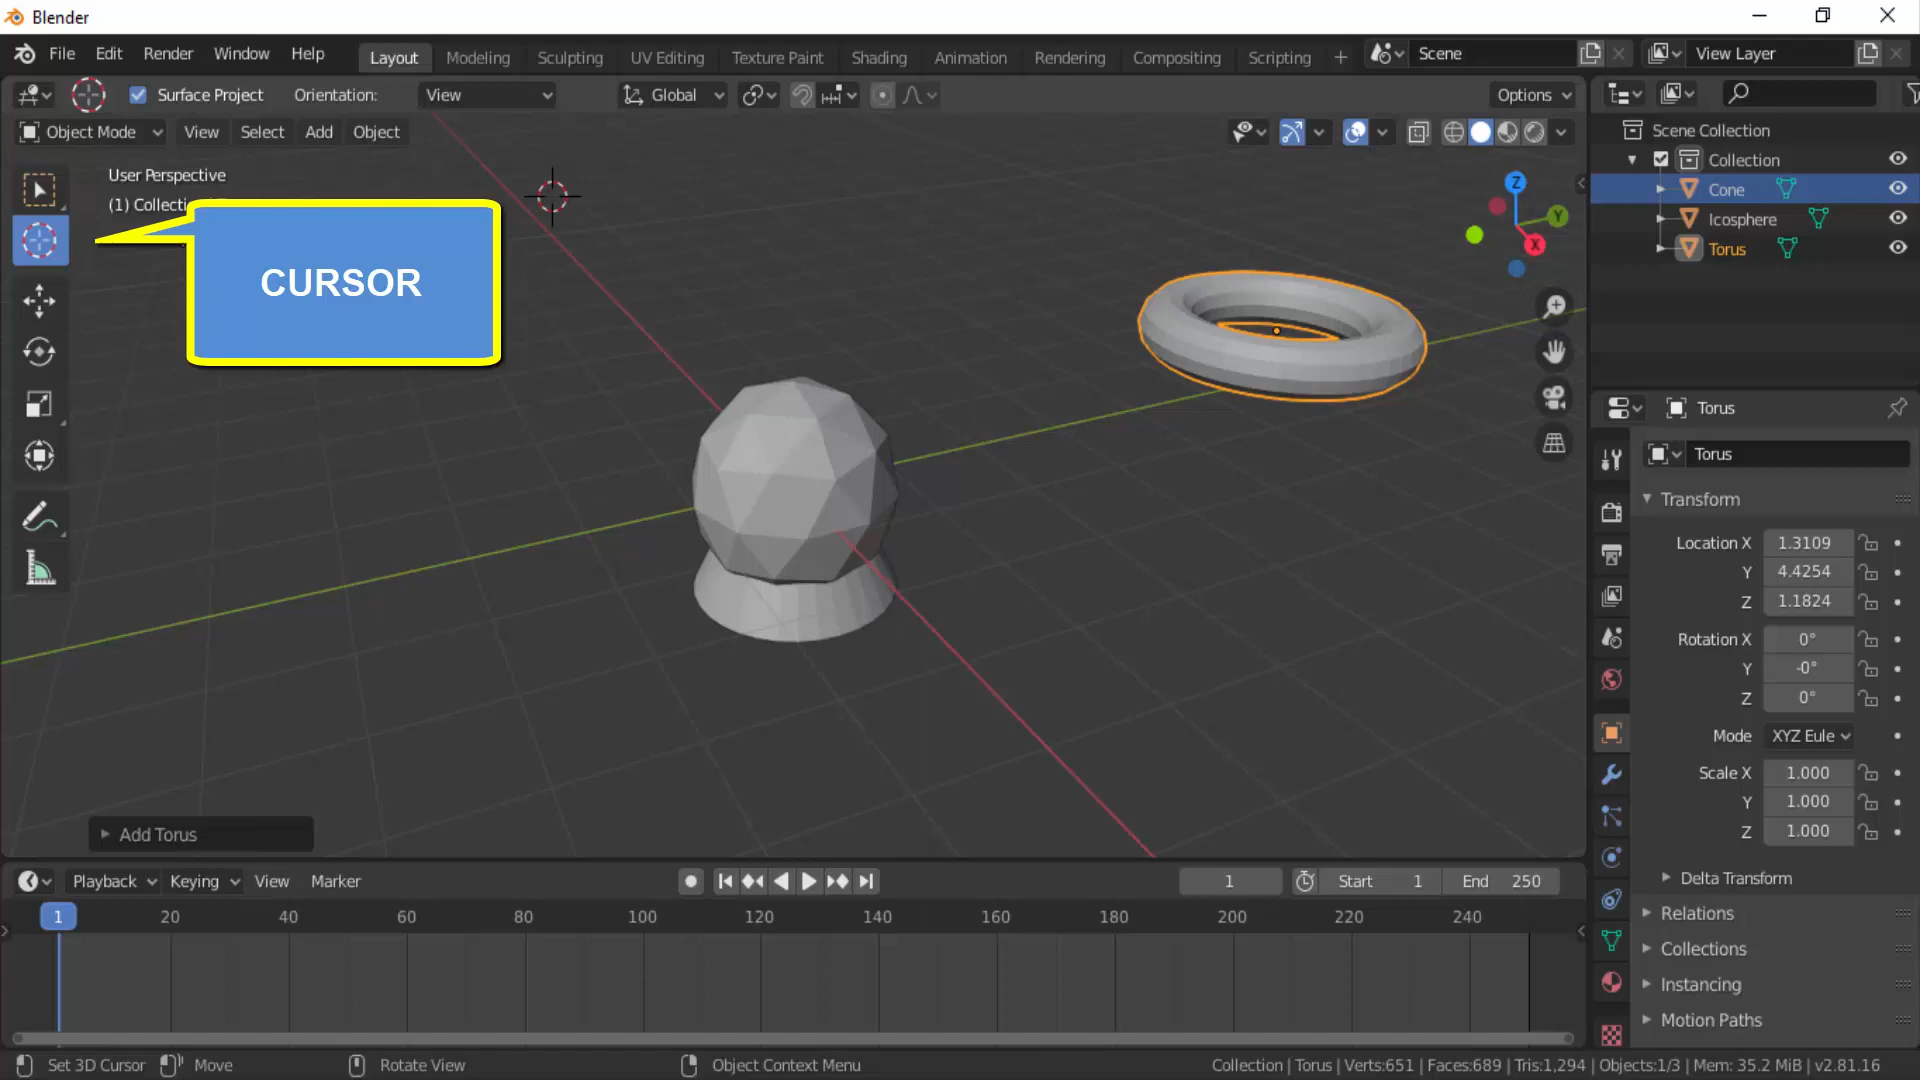 Blender
File Edit Render Window Help Layout Modeling Sculpting UV Editing Texture Paint Shading Animation Rendering Compositing Scripting + Scene View Layer
Surface Project Orientation: View Global Options
Object Mode View Select Add Object
Scene Collection
Collection
Cone
Icosphere
Torus
User Perspective
(1) Collecti
CURSOR
Z
Y
X
Torus
Torus
Transform
Location X 1.3109
Y 4.4254
Z 1.1824
Rotation X 0°
Y -0°
Z 0°
Mode XYZ Eule
Scale X 1.000
Y 1.000
Z 1.000
Delta Transform
Relations
Collections
Instancing
Motion Paths
Add Torus
Playback Keying View Marker 1 Start 1 End 250
1 20 40 60 80 100 120 140 160 180 200 220 240
Set 3D Cursor Move Rotate View Object Context Menu Collection | Torus | Verts:651 | Faces:689 | Tris:1,294 | Objects:1/3 | Mem: 35.2 MiB | v2.81.16